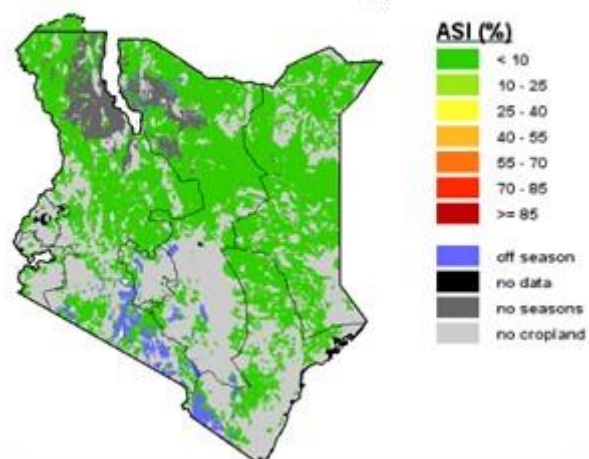 ASI (%)
< 10
10 - 25
25 - 40
40 - 55
55 - 70
70 - 85
>= 85
off season
no data
no seasons
no cropland